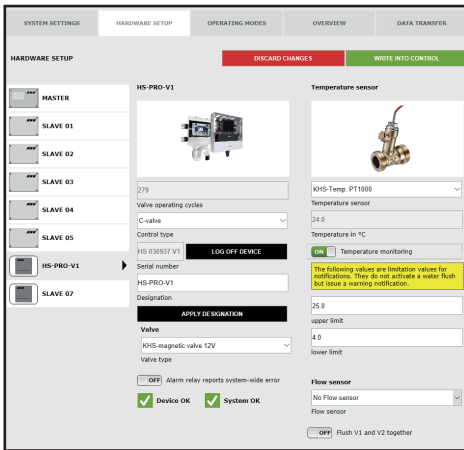 SYSTEM SETTINGS
HARDWARE SETUP
OPERATING MODES
OVERVIEW
DATA TRANSFER
HARDWARE SETUP
DISCARD CHANGES
WRITE INTO CONTROL
MASTER
SLAVE 01
SLAVE 02
SLAVE 03
SLAVE 04
SLAVE 05
HS-PRO-V1
SLAVE 07
HS-PRO-V1
279
Valve operating cycles
C-valve
Control type
HS 030937 V1
LOG OFF DEVICE
Serial number
HS-PRO-V1
Designation
APPLY DESIGNATION
Valve
KHS-magnetic valve 12V
Valve type
OFF Alarm relay reports system-wide error
Device OK
System OK
Temperature sensor
KHS-Temp. PT1000
Temperature sensor
24.0
Temperature in °C
ON Temperature monitoring
The following values are limitation values for
notifications. They do not activate a water flush
but issue a warning notification.
25.0
upper limit
4.0
lower limit
Flow sensor
No Flow sensor
Flow sensor
OFF Flush V1 and V2 together